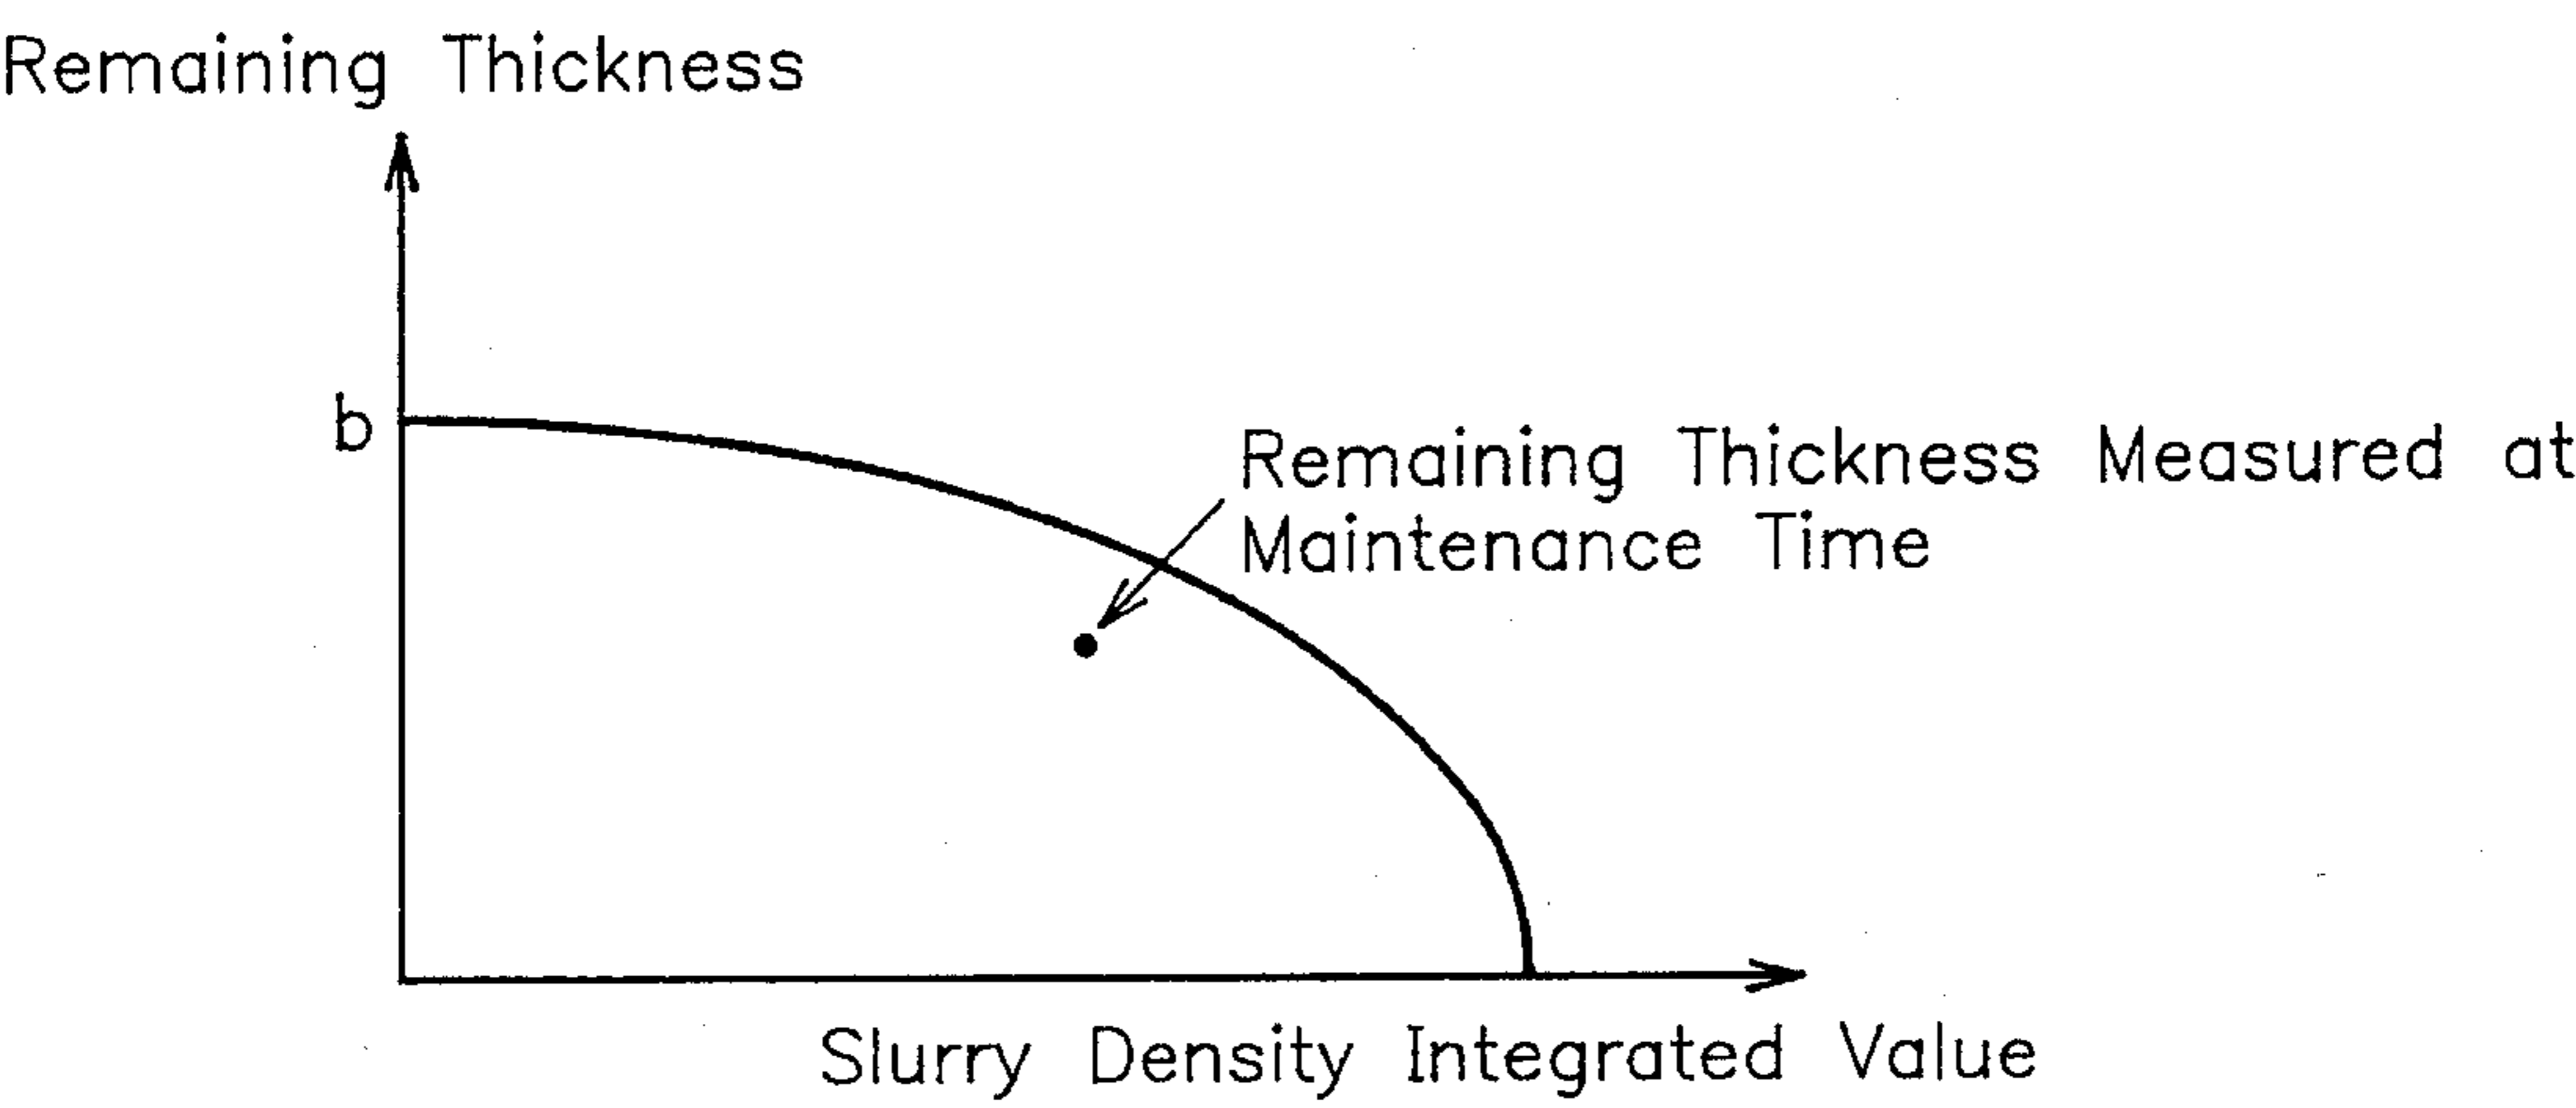 Remaining Thickness
b
Remaining Thickness Measured at
Maintenance Time
Slurry Density Integrated Value